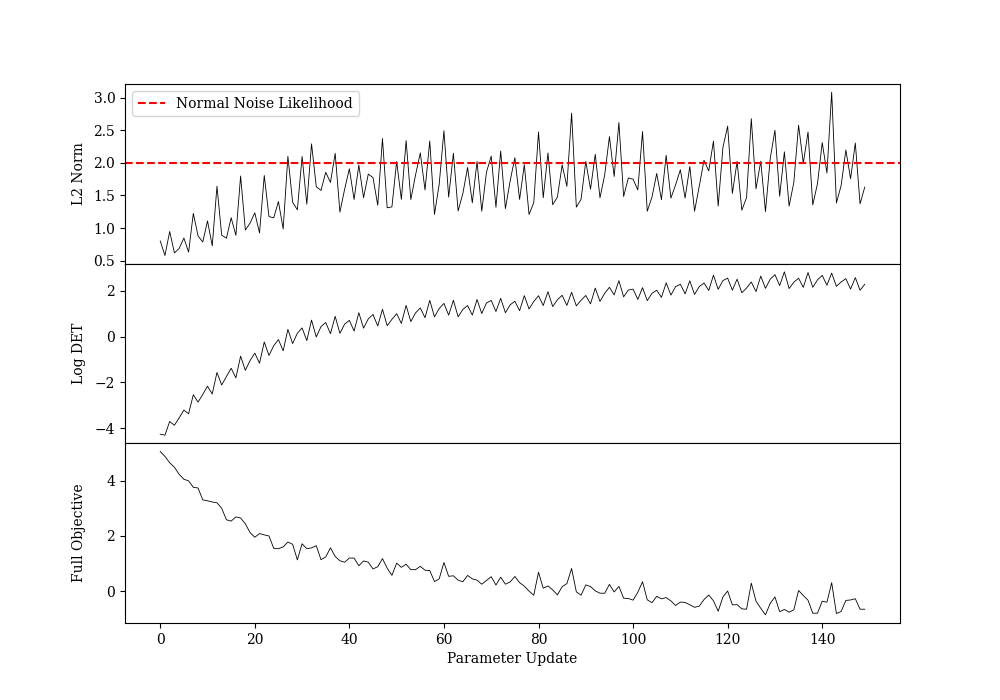 3.0
2.5
2.0
1.5
1.0
0.5
L2 Norm
Normal Noise Likelihood
2
0
−2
−4
Log DET
4
2
0
Full Objective
0 20 40 60 80 100 120 140
Parameter Update